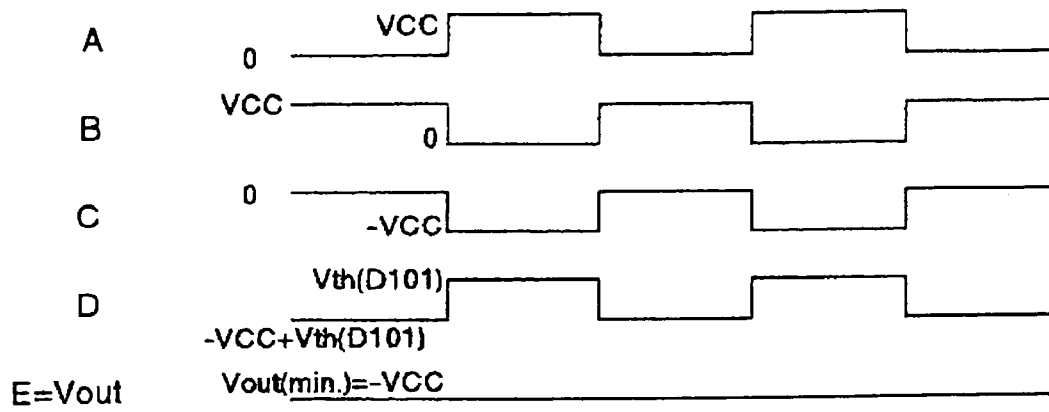 A
VCC
0
B
VCC
0
C
0
-VCC
D
Vth(D101)
-VCC+Vth(D101)
E=Vout
Vout(min.)=-VCC